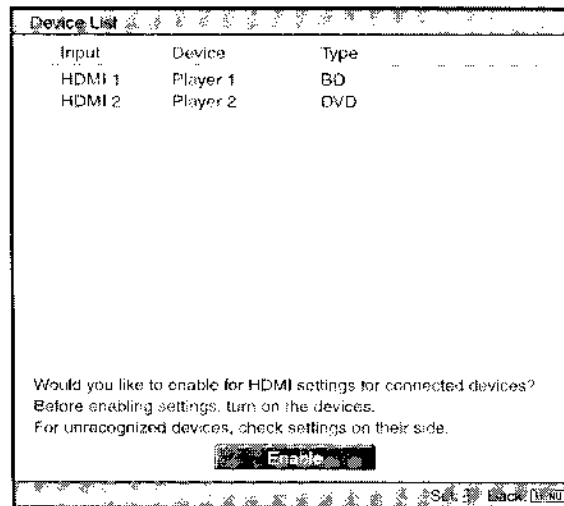 Device List
Input Device Type
HDMI 1 Player 1 BD
HDMI 2 Player 2 DVD
Would you like to enable for HDMI settings for connected devices?
Before enabling settings, turn on the devices.
For unrecognized devices, check settings on their side.
Enable
Set: Back: MENU